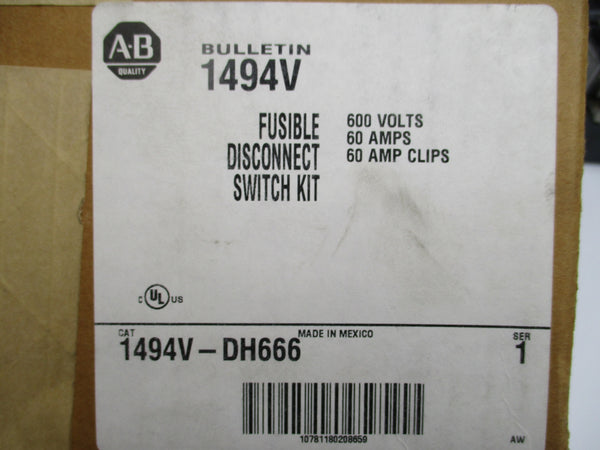 A-B
QUALITY
BULLETIN
1494V
FUSIBLE
DISCONNECT
SWITCH KIT
600 VOLTS
60 AMPS
60 AMP CLIPS
C UL US
CAT
MADE IN MEXICO
SER
1494V-DH666
1
10781180208659
AW